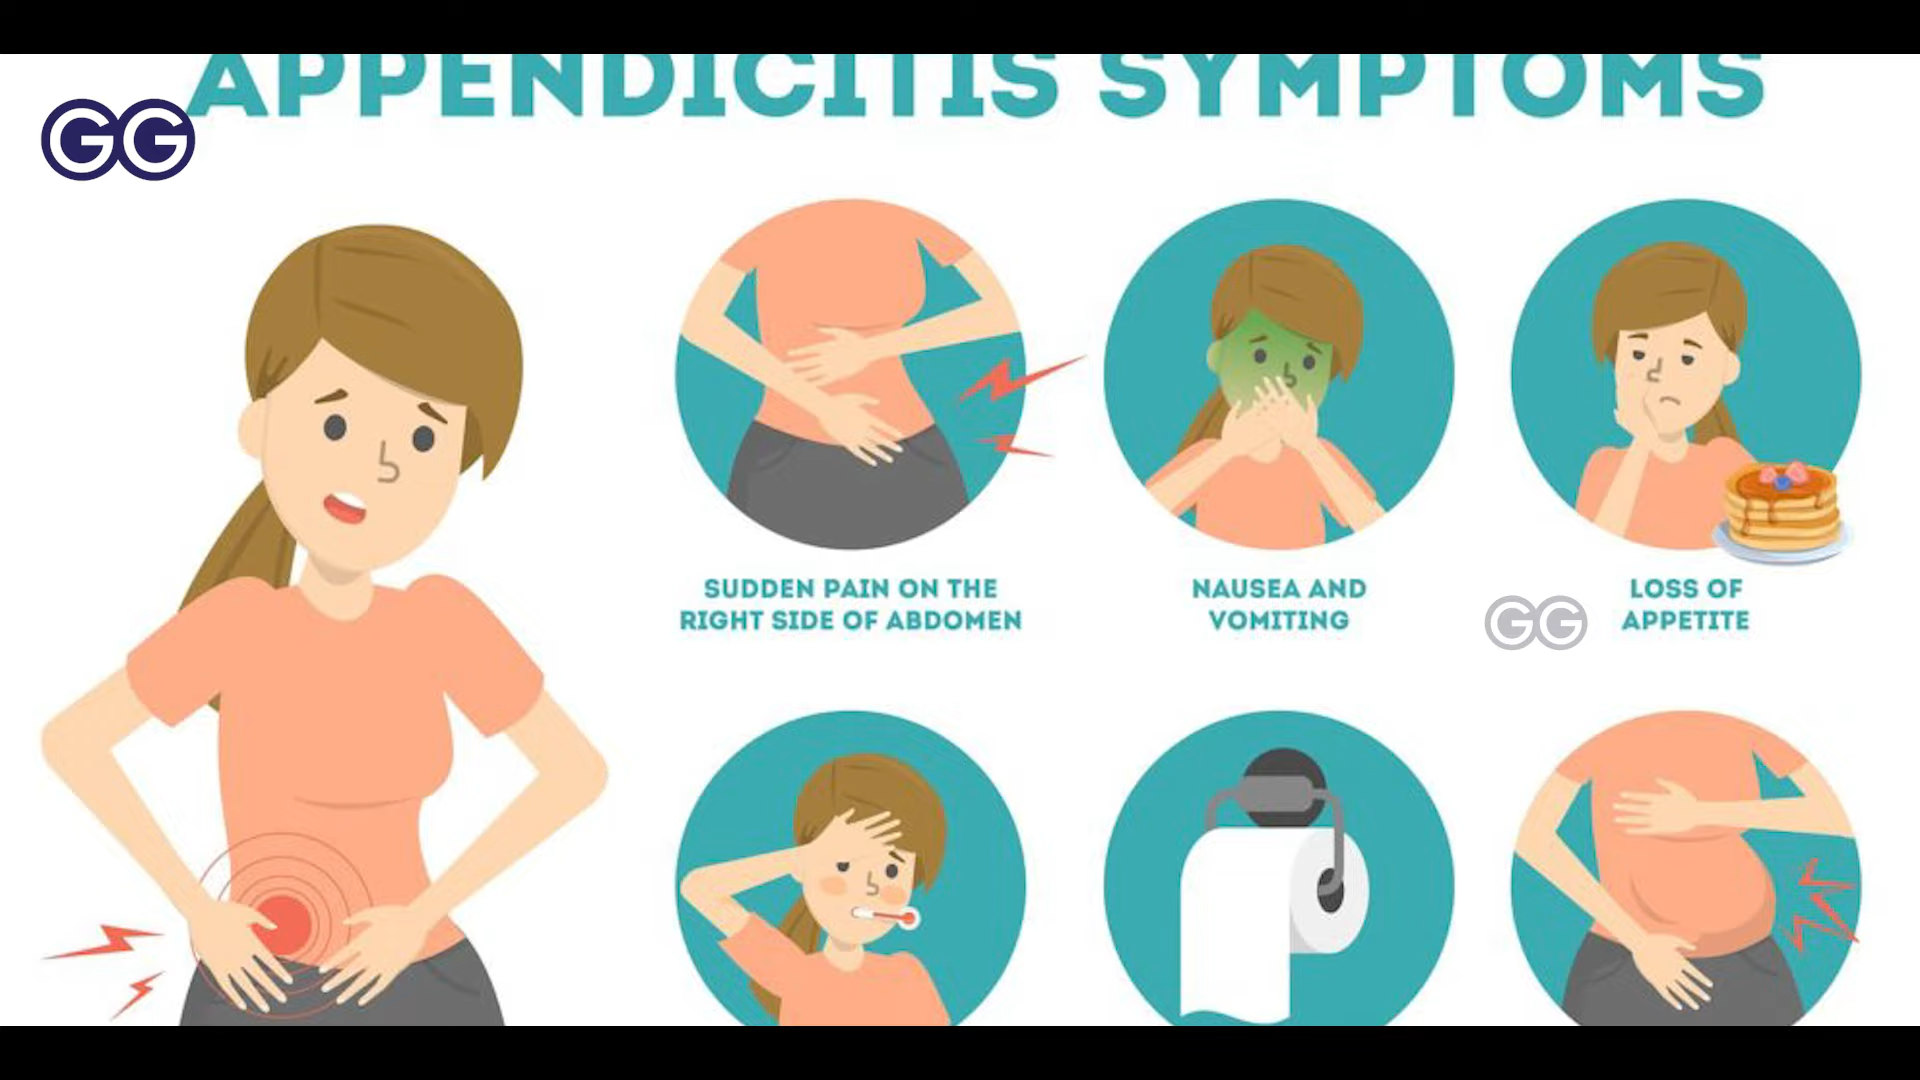 APPENDICITIS SYMPTOMS
GG
SUDDEN PAIN ON THE
RIGHT SIDE OF ABDOMEN
NAUSEA AND
VOMITING
GG
LOSS OF
APPETITE